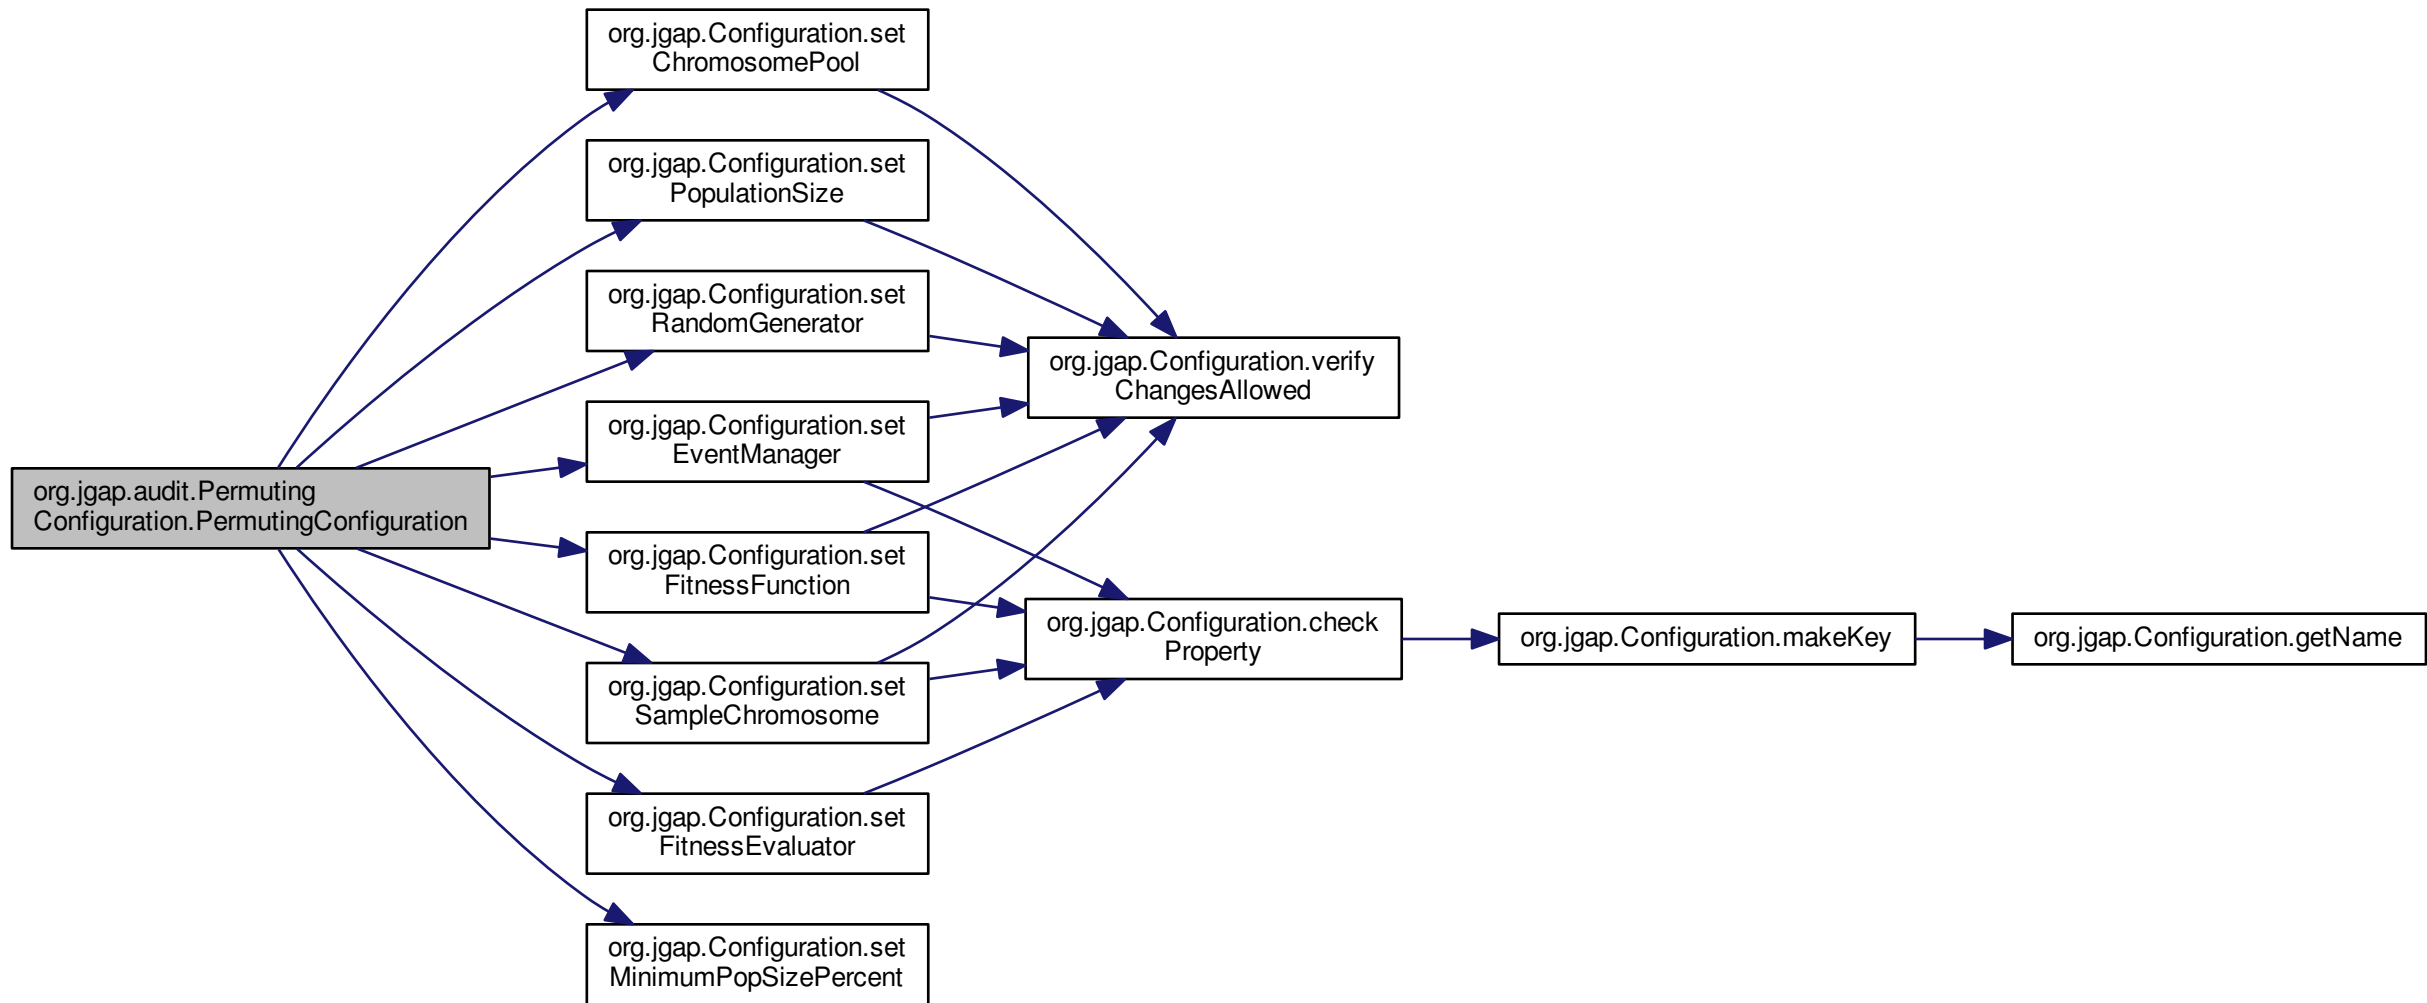 org.jgap.Configuration.set
ChromosomePool
org.jgap.Configuration.set
PopulationSize
org.jgap.Configuration.set
RandomGenerator
org.jgap.Configuration.verify
ChangesAllowed
org.jgap.Configuration.set
EventManager
org.jgap.audit.Permuting
Configuration.PermutingConfiguration
org.jgap.Configuration.set
FitnessFunction
org.jgap.Configuration.check
Property
org.jgap.Configuration.makeKey
org.jgap.Configuration.getName
org.jgap.Configuration.set
SampleChromosome
org.jgap.Configuration.set
FitnessEvaluator
org.jgap.Configuration.set
MinimumPopSizePercent